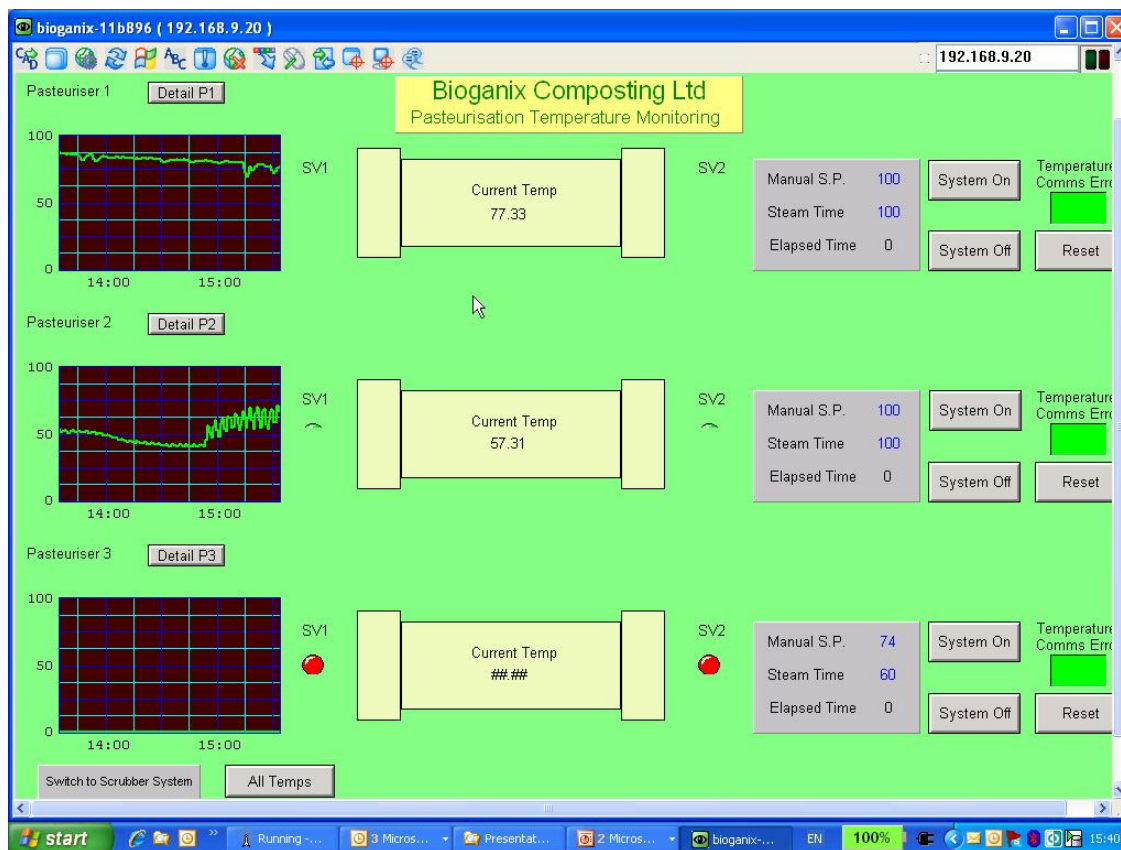 bioganix-11b896 ( 192.168.9.20 )
192.168.9.20
Bioganix Composting Ltd
Pasteurisation Temperature Monitoring
Pasteuriser 1
Detail P1
100
50
0
14:00 15:00
SV1
Current Temp
77.33
SV2
Manual S.P. 100
Steam Time 100
Elapsed Time 0
System On
System Off
Temperature
Comms Erro
Reset
Pasteuriser 2
Detail P2
100
50
0
14:00 15:00
SV1
Current Temp
57.31
SV2
Manual S.P. 100
Steam Time 100
Elapsed Time 0
System On
System Off
Temperature
Comms Erro
Reset
Pasteuriser 3
Detail P3
100
50
0
14:00 15:00
SV1
Current Temp
##.##
SV2
Manual S.P. 74
Steam Time 60
Elapsed Time 0
System On
System Off
Temperature
Comms Erro
Reset
Switch to Scrubber System
All Temps
start
Running -...
3 Micros...
Presentat...
2 Micros...
bioganix-...
EN
100%
15:40